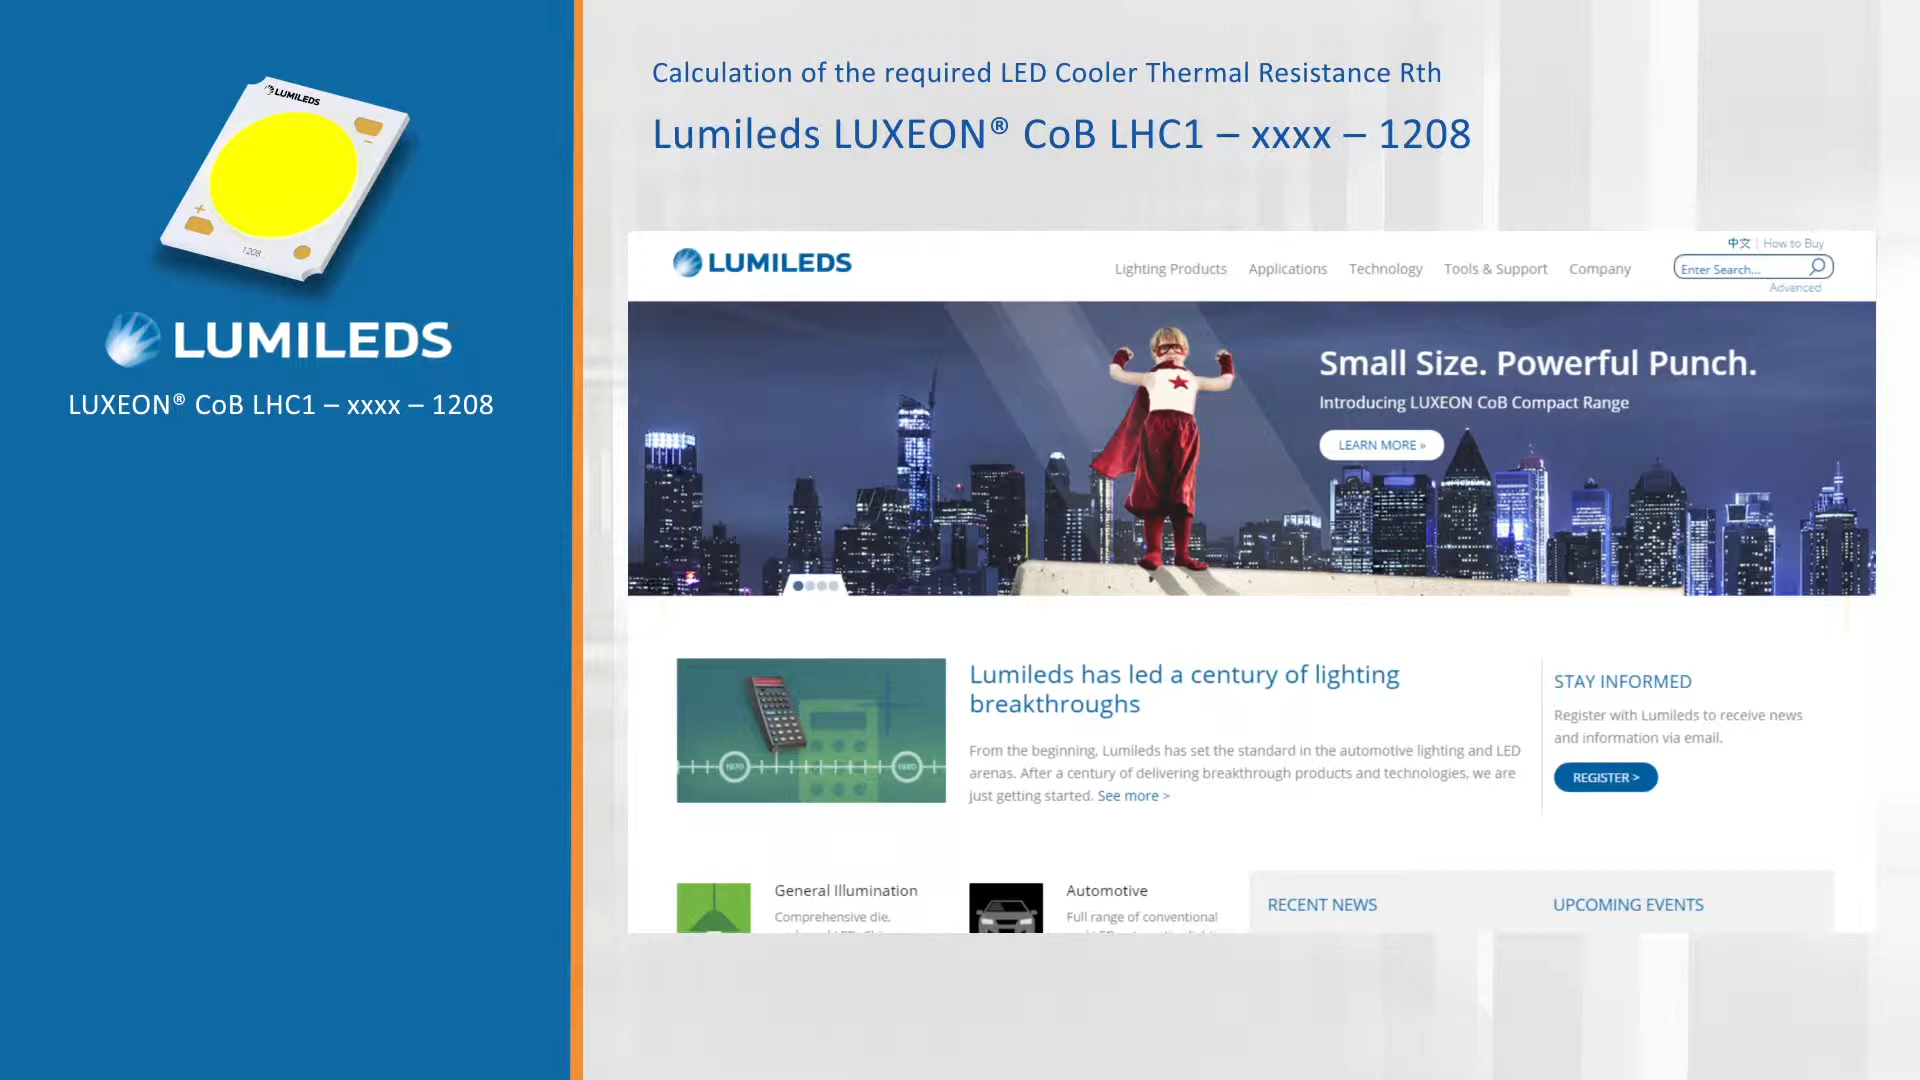 LUMILEDS
+
−
1208
LUMILEDS
LUXEON® CoB LHC1 – xxxx – 1208
Calculation of the required LED Cooler Thermal Resistance Rth
Lumileds LUXEON® CoB LHC1 – xxxx – 1208
LUMILEDS
Lighting Products Applications Technology Tools & Support Company
中文 | How to Buy
Enter Search...
Advanced
Small Size. Powerful Punch.
Introducing LUXEON CoB Compact Range
LEARN MORE »
1970
1980
Lumileds has led a century of lighting
breakthroughs
From the beginning, Lumileds has set the standard in the automotive lighting and LED
arenas. After a century of delivering breakthrough products and technologies, we are
just getting started. See more >
STAY INFORMED
Register with Lumileds to receive news
and information via email.
REGISTER >
General Illumination
Comprehensive die,
Automotive
Full range of conventional
RECENT NEWS
UPCOMING EVENTS